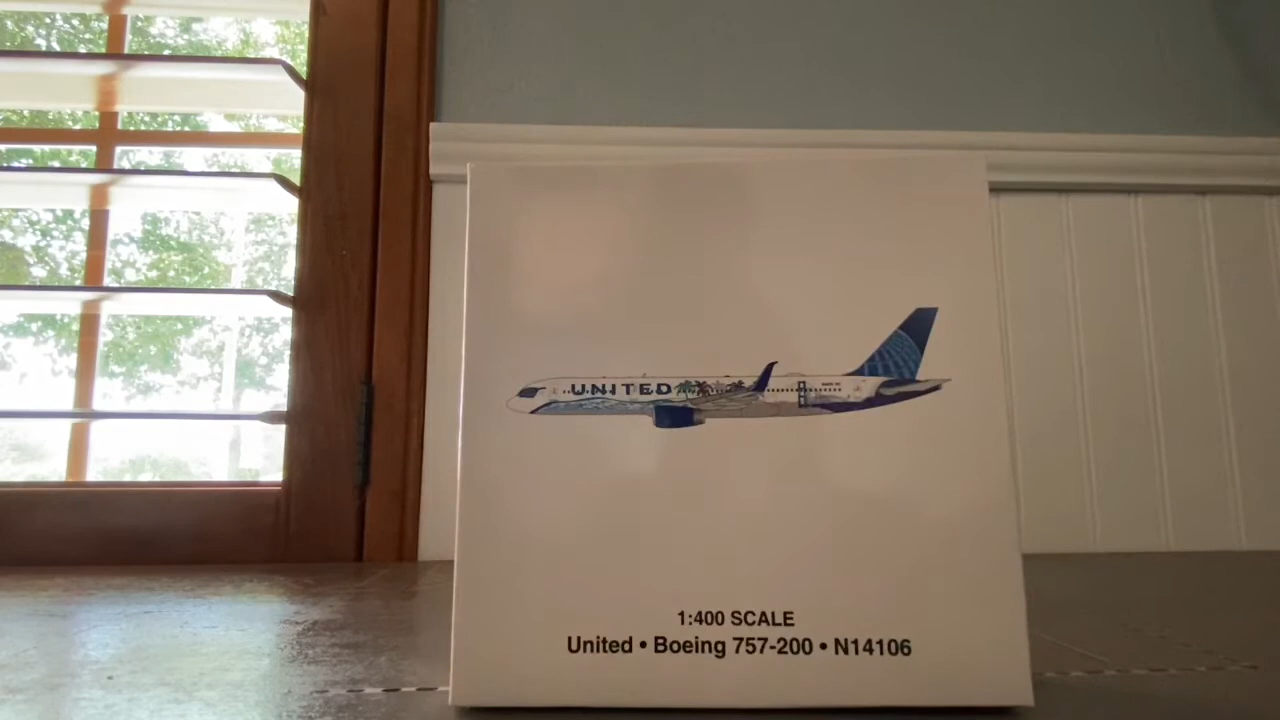 UNITED
1:400 SCALE
United • Boeing 757-200 • N14106